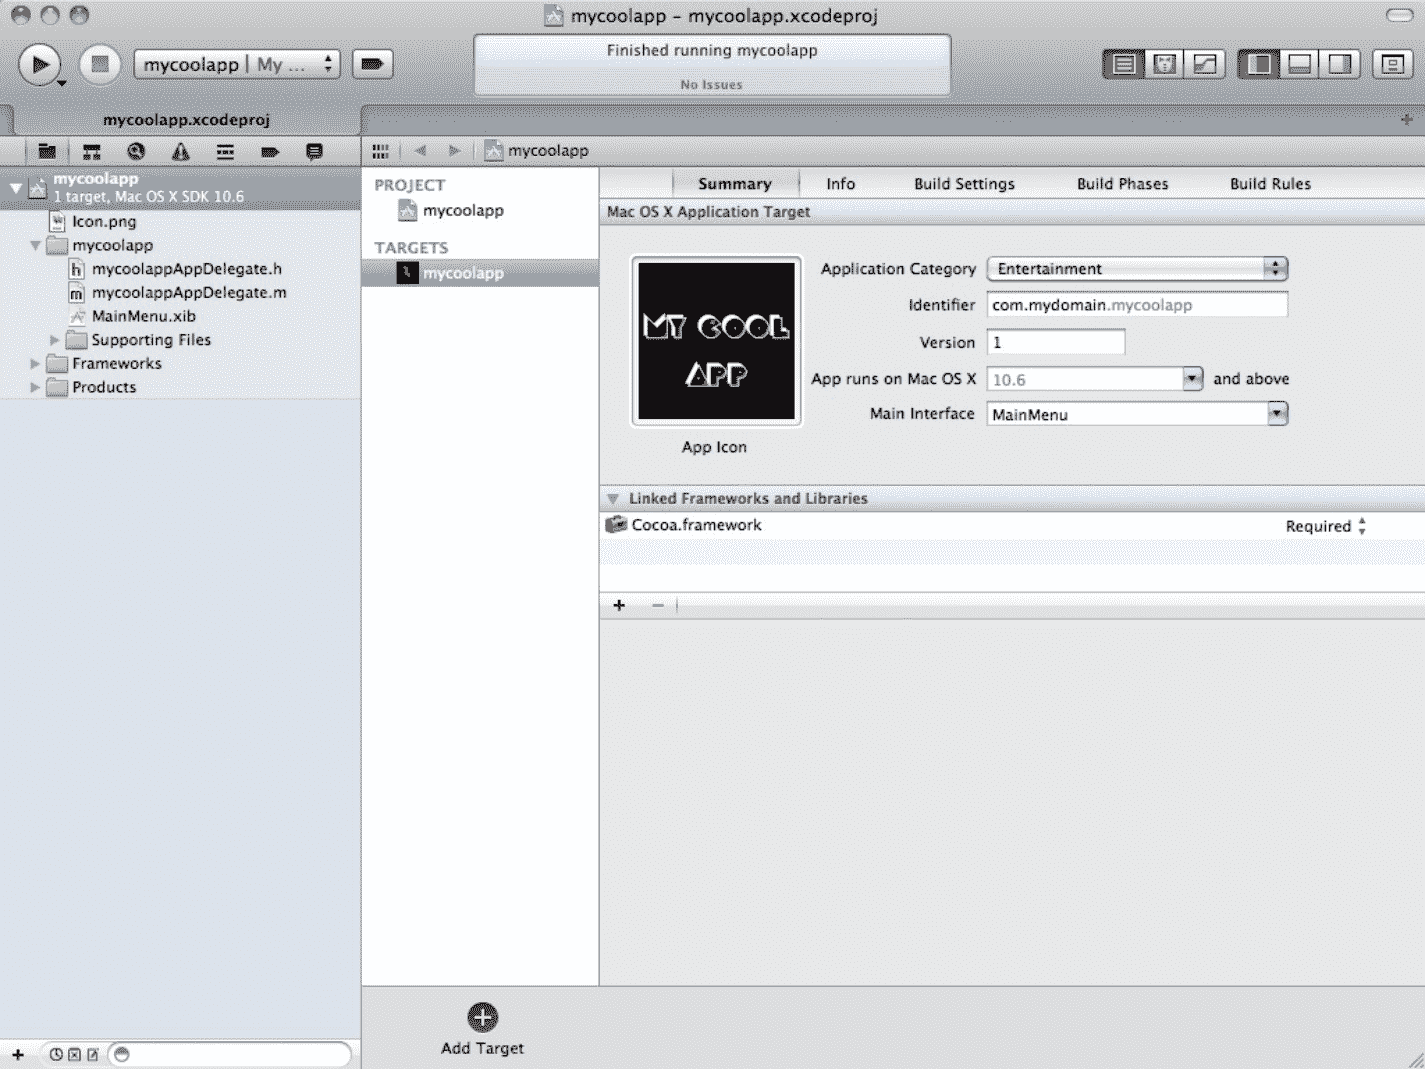 mycoolapp – mycoolapp.xcodeproj
mycoolapp | My ...
Finished running mycoolapp
No Issues
mycoolapp.xcodeproj
mycoolapp
mycoolapp
1 target, Mac OS X SDK 10.6
Icon.png
mycoolapp
mycoolappAppDelegate.h
mycoolappAppDelegate.m
MainMenu.xib
Supporting Files
Frameworks
Products
PROJECT
mycoolapp
TARGETS
mycoolapp
Summary Info Build Settings Build Phases Build Rules
Mac OS X Application Target
MY COOL
APP
App Icon
Application Category Entertainment
Identifier com.mydomain.mycoolapp
Version 1
App runs on Mac OS X 10.6 and above
Main Interface MainMenu
Linked Frameworks and Libraries
Cocoa.framework Required
Add Target